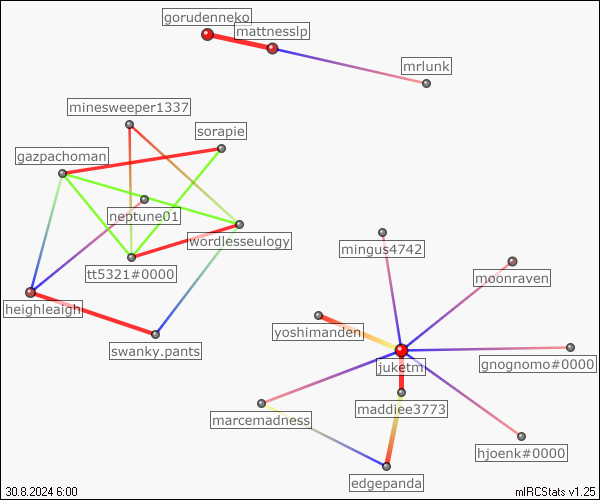 gorudenneko
mattnesslp
mrlunk
minesweeper1337
sorapie
gazpachoman
neptune01
wordlesseulogy
mingus4742
tt5321#0000
moonraven
heighleaigh
yoshimanden
swanky.pants
juketm
gnognomo#0000
maddiee3773
marcemadness
hjoenk#0000
edgepanda
30.8.2024 6:00
mIRCStats v1.25